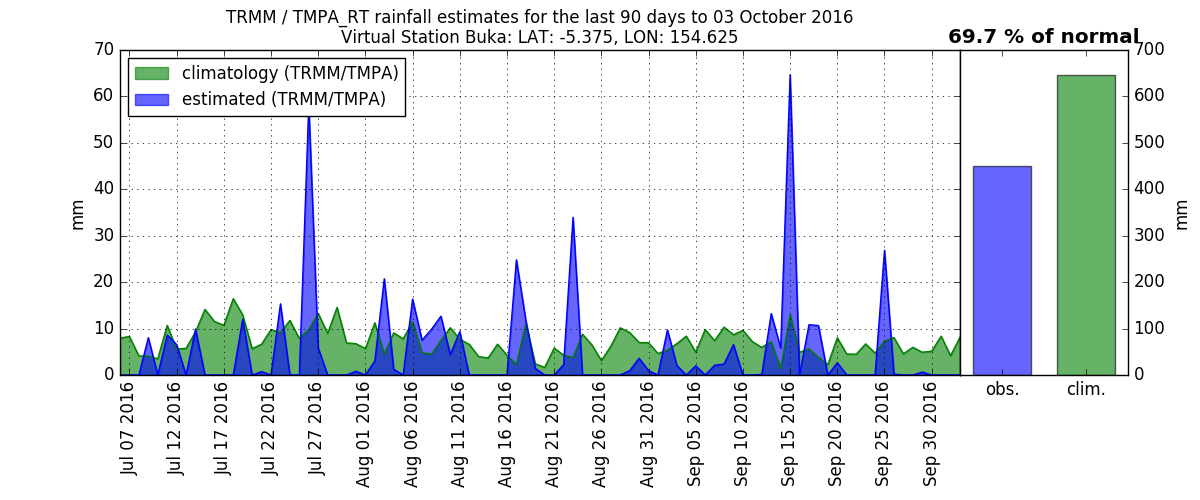 TRMM / TMPA_RT rainfall estimates for the last 90 days to 03 October 2016
Virtual Station Buka: LAT: -5.375, LON: 154.625
69.7 % of normal
climatology (TRMM/TMPA)
estimated (TRMM/TMPA)
70
60
50
40
30
20
10
0
mm
Jul 07 2016
Jul 12 2016
Jul 17 2016
Jul 22 2016
Jul 27 2016
Aug 01 2016
Aug 06 2016
Aug 11 2016
Aug 16 2016
Aug 21 2016
Aug 26 2016
Aug 31 2016
Sep 05 2016
Sep 10 2016
Sep 15 2016
Sep 20 2016
Sep 25 2016
Sep 30 2016
obs.
clim.
700
600
500
400
300
200
100
0
mm